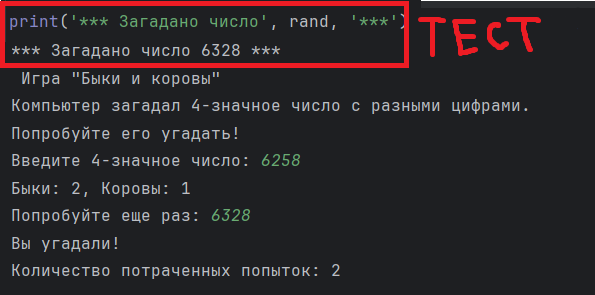 print('*** Загадано число', rand, '***')
ТЕСТ
*** Загадано число 6328 ***
Игра "Быки и коровы"
Компьютер загадал 4-значное число с разными цифрами.
Попробуйте его угадать!
Введите 4-значное число: 6258
Быки: 2, Коровы: 1
Попробуйте еще раз: 6328
Вы угадали!
Количество потраченных попыток: 2